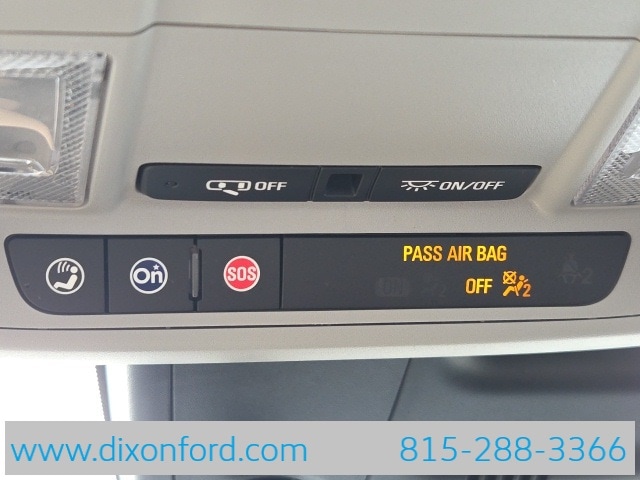 OFF ON/OFF
On SOS PASS AIR BAG
OFF 2
www.dixonford.com 815-288-3366